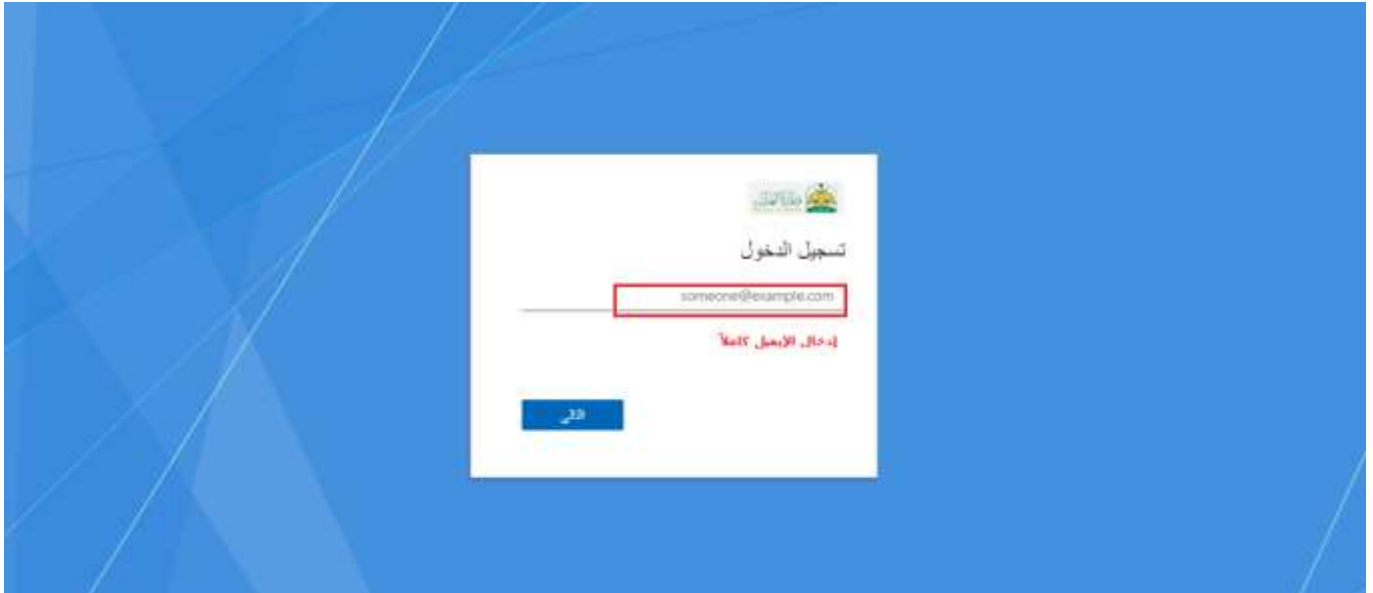 تسجيل الدخول
someone@example.com
إدخال الإيميل كاملاً
التالي